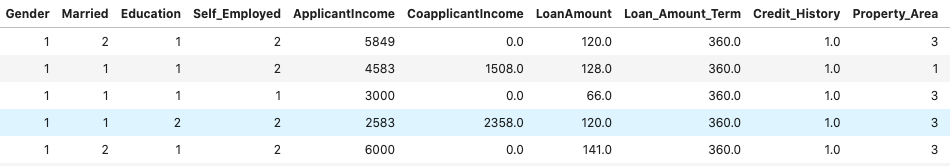 Gender Married Education Self_Employed ApplicantIncome CoapplicantIncome LoanAmount Loan_Amount_Term Credit_History Property_Area
1 2 1 2 5849 0.0 120.0 360.0 1.0 3
1 1 1 2 4583 1508.0 128.0 360.0 1.0 1
1 1 1 1 3000 0.0 66.0 360.0 1.0 3
1 1 2 2 2583 2358.0 120.0 360.0 1.0 3
1 2 1 2 6000 0.0 141.0 360.0 1.0 3